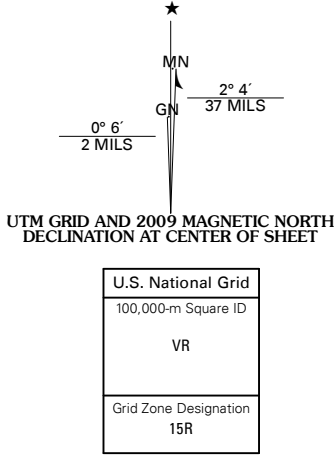 ★
MN
GN
2° 4´
37 MILS
0° 6´
2 MILS
UTM GRID AND 2009 MAGNETIC NORTH
DECLINATION AT CENTER OF SHEET
U.S. National Grid
100,000-m Square ID
VR
Grid Zone Designation
15R